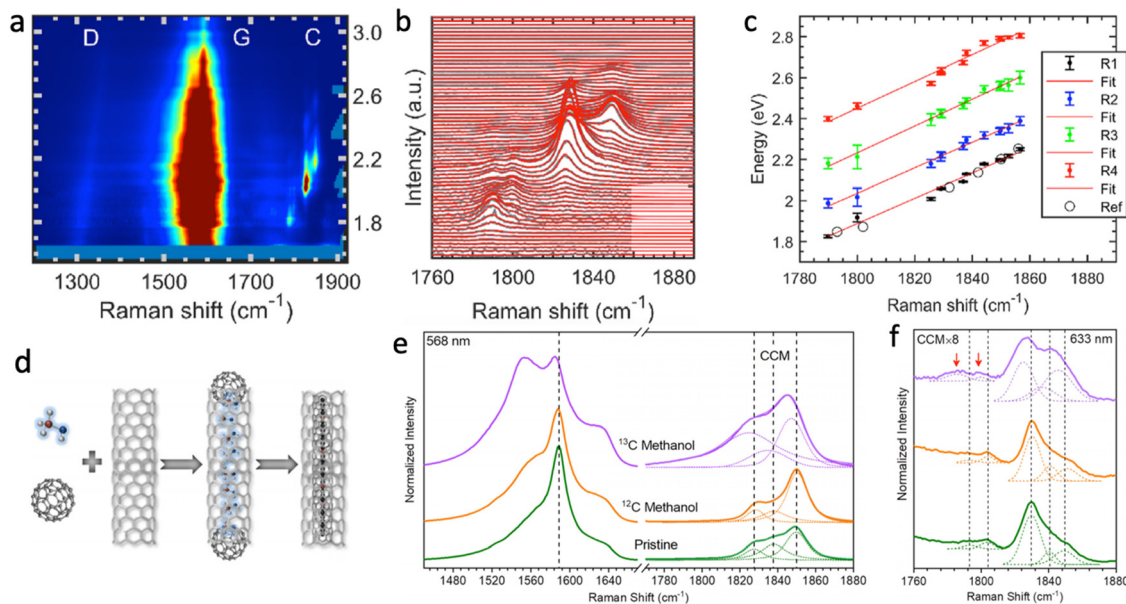 a
D
G
C
3.0
2.6
2.2
1.8
1300
1500
1700
1900
Raman shift (cm-1)
b
Intensity (a.u.)
1760
1800
1840
1880
Raman shift (cm-1)
c
Energy (eV)
2.8
2.6
2.4
2.2
2
1.8
1780
1800
1820
1840
1860
1880
Raman shift (cm-1)
R1
Fit
R2
Fit
R3
Fit
R4
Fit
Ref
d
e
568 nm
CCM
13C Methanol
12C Methanol
Pristine
Normalized Intensity
1480
1520
1560
1600
1640
1800
1820
1840
1860
1880
Raman Shift (cm-1)
f
CCM×8
633 nm
Normalized Intensity
1760
1800
1840
1880
Raman Shift (cm-1)